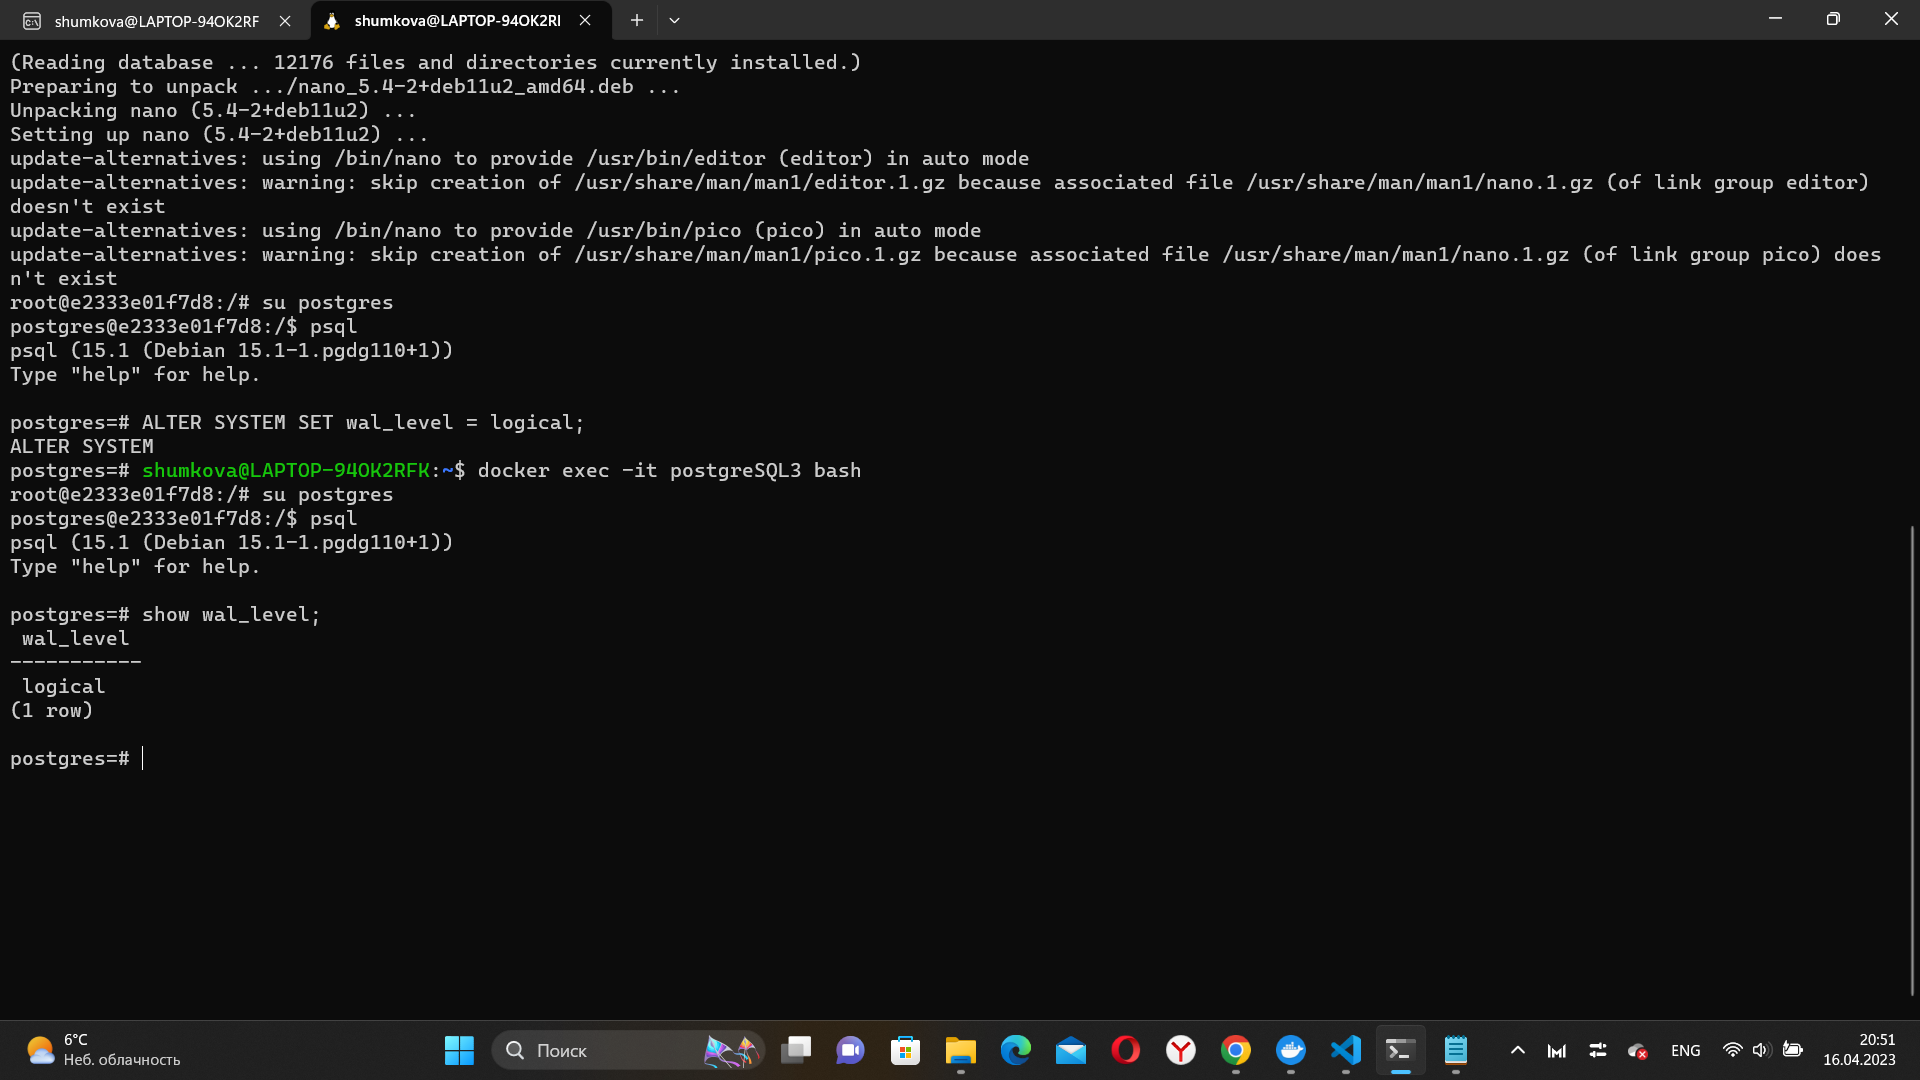 shumkova@LAPTOP-94OK2RF
shumkova@LAPTOP-94OK2RI
(Reading database ... 12176 files and directories currently installed.)
Preparing to unpack .../nano_5.4-2+deb11u2_amd64.deb ...
Unpacking nano (5.4-2+deb11u2) ...
Setting up nano (5.4-2+deb11u2) ...
update-alternatives: using /bin/nano to provide /usr/bin/editor (editor) in auto mode
update-alternatives: warning: skip creation of /usr/share/man/man1/editor.1.gz because associated file /usr/share/man/man1/nano.1.gz (of link group editor)
doesn't exist
update-alternatives: using /bin/nano to provide /usr/bin/pico (pico) in auto mode
update-alternatives: warning: skip creation of /usr/share/man/man1/pico.1.gz because associated file /usr/share/man/man1/nano.1.gz (of link group pico) does
n't exist
root@e2333e01f7d8:/# su postgres
postgres@e2333e01f7d8:/$ psql
psql (15.1 (Debian 15.1-1.pgdg110+1))
Type "help" for help.
postgres=# ALTER SYSTEM SET wal_level = logical;
ALTER SYSTEM
postgres=# shumkova@LAPTOP-94OK2RFK:~$ docker exec -it postgreSQL3 bash
root@e2333e01f7d8:/# su postgres
postgres@e2333e01f7d8:/$ psql
psql (15.1 (Debian 15.1-1.pgdg110+1))
Type "help" for help.
postgres=# show wal_level;
wal_level
-----------
logical
(1 row)
postgres=#
6°C
Неб. облачность
Поиск
ENG
20:51
16.04.2023